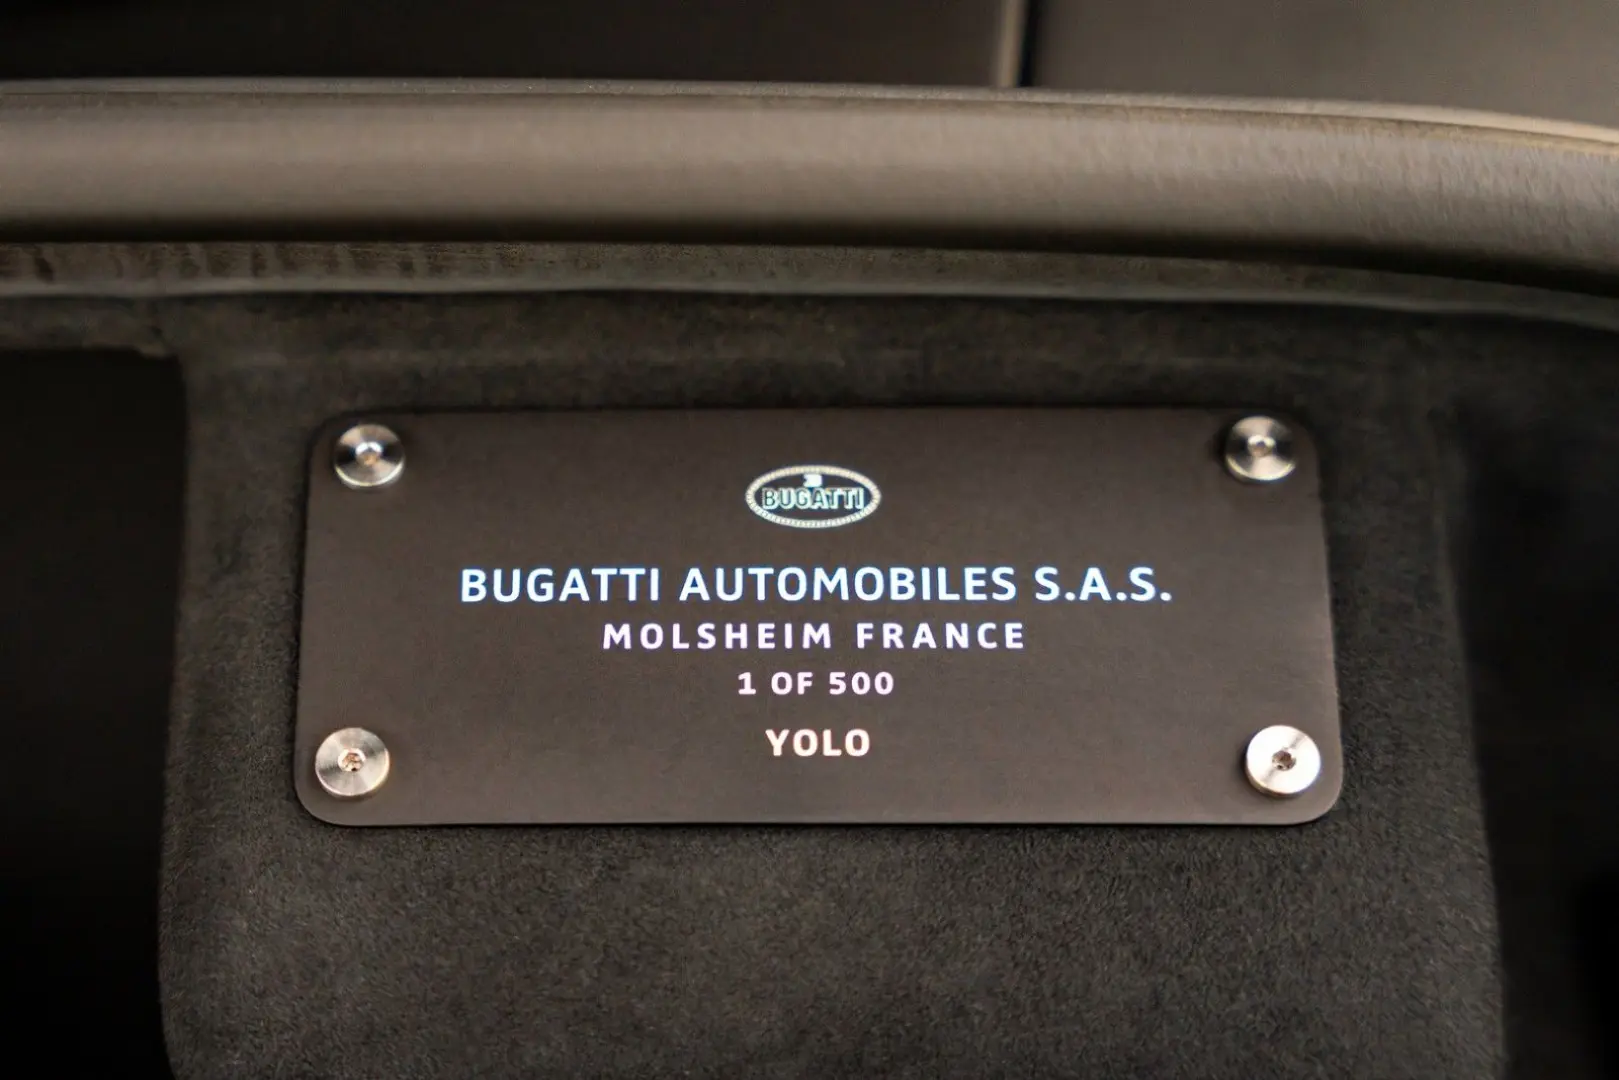 BUGATTI
BUGATTI AUTOMOBILES S.A.S.
MOLSHEIM FRANCE
1 OF 500
YOLO